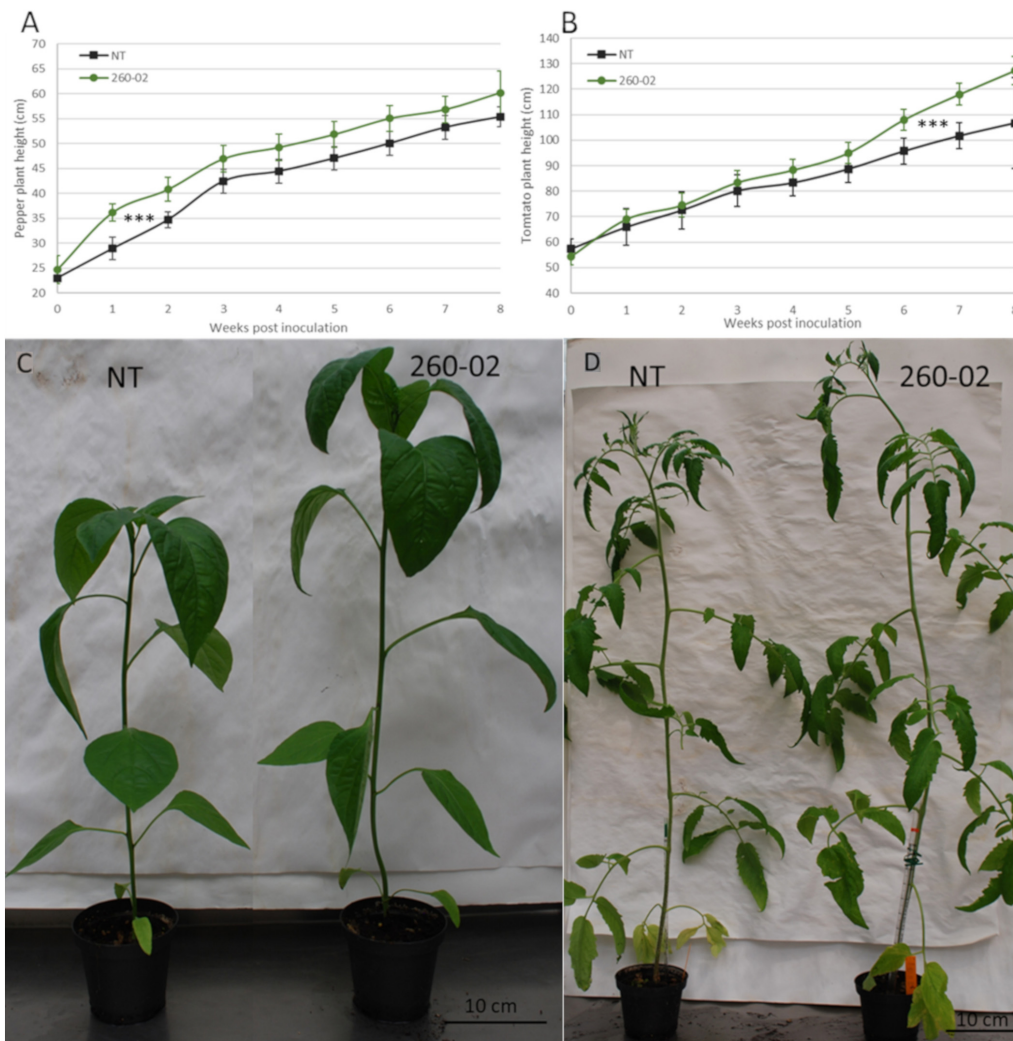 A
70
65
60
55
50
45
40
35
30
25
20
Pepper plant height (cm)
NT
260-02
***
0 1 2 3 4 5 6 7 8
Weeks post inoculation
B
140
130
120
110
100
90
80
70
60
50
40
Tomtato plant height (cm)
NT
260-02
***
0 1 2 3 4 5 6 7 8
Weeks post inoculation
C
NT
260-02
10 cm
D
NT
260-02
10 cm